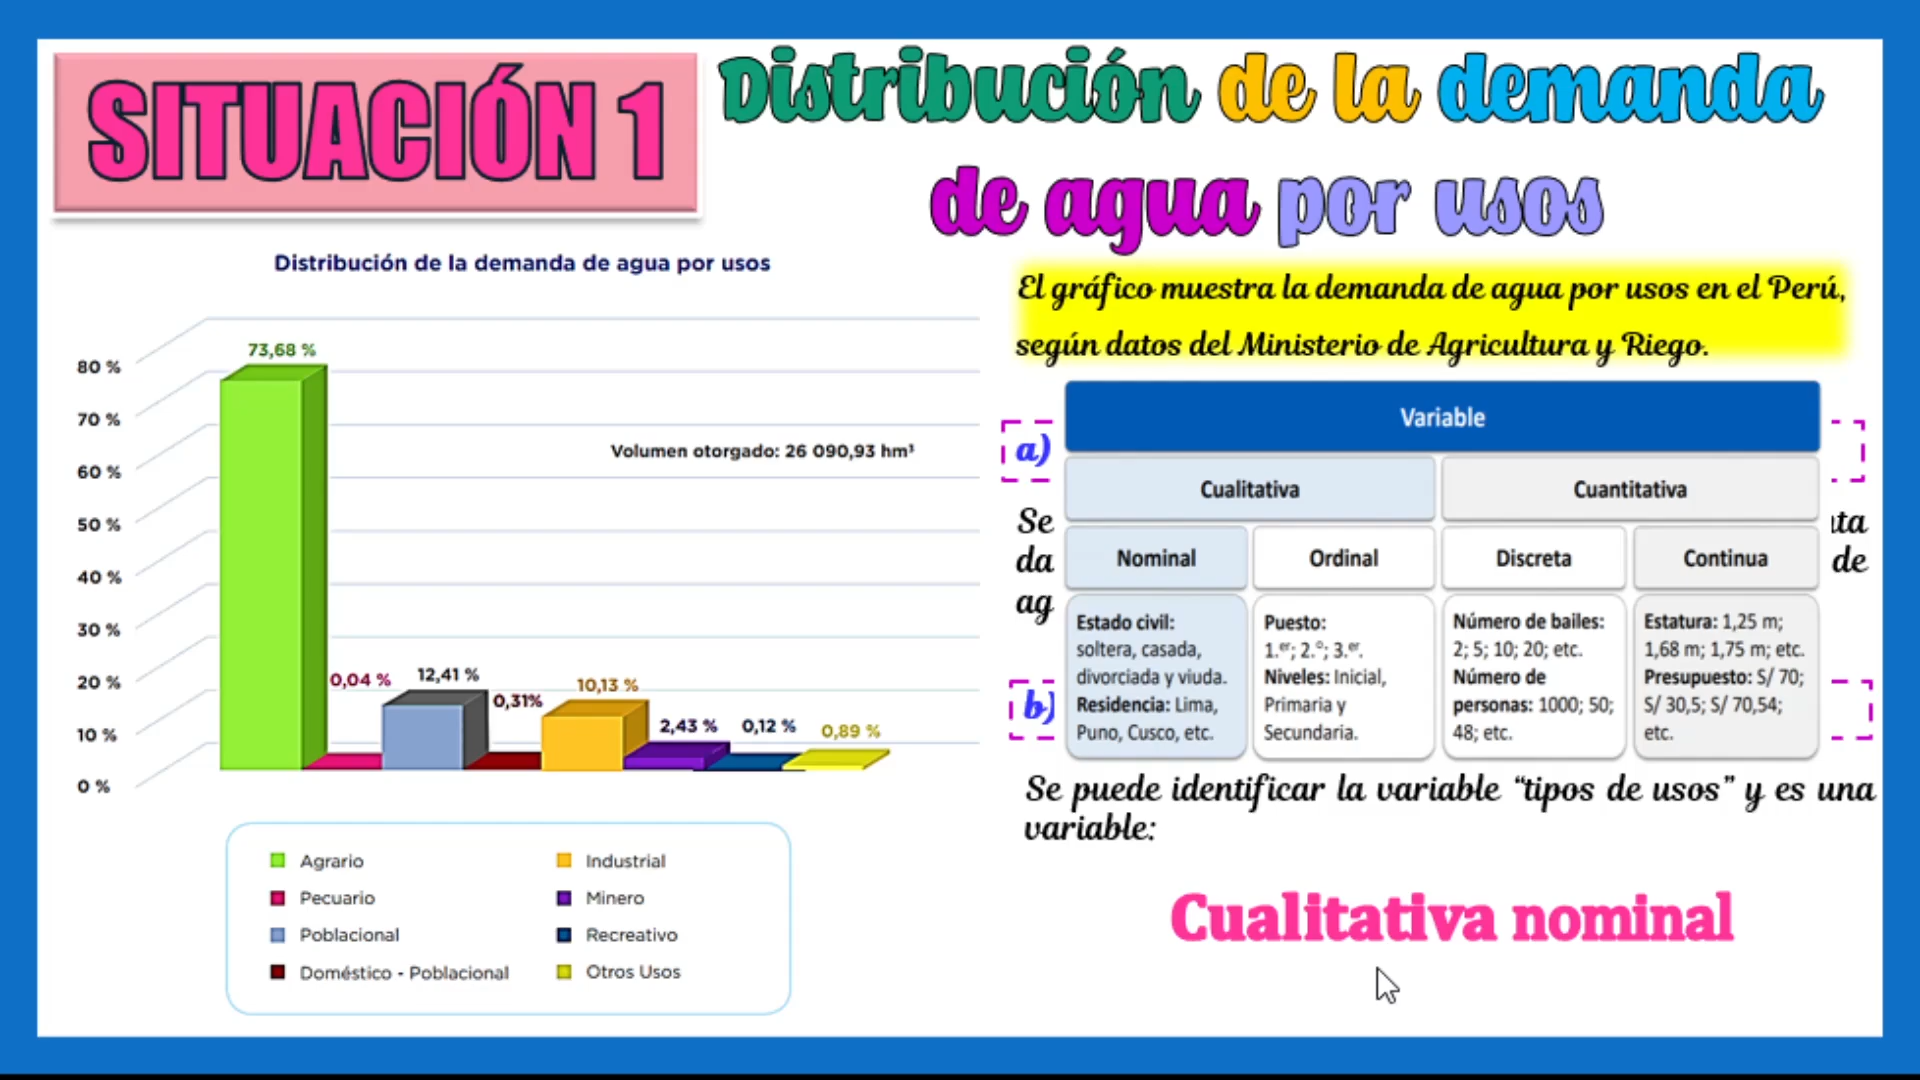 SITUACIÓN 1
Distribución de la demanda
de agua por usos
Distribución de la demanda de agua por usos
80 %
70 %
60 %
50 %
40 %
30 %
20 %
10 %
0 %
73,68 %
0,04 %
12,41 %
0,31%
10,13 %
2,43 %
0,12 %
0,89 %
Volumen otorgado: 26 090,93 hm³
Agrario
Pecuario
Poblacional
Doméstico - Poblacional
Industrial
Minero
Recreativo
Otros Usos
El gráfico muestra la demanda de agua por usos en el Perú,
según datos del Ministerio de Agricultura y Riego.
a)
Se
da de
ag
b)
Variable
Cualitativa
Cuantitativa
Nominal
Ordinal
Discreta
Continua
Estado civil:
soltera, casada,
divorciada y viuda.
Residencia: Lima,
Puno, Cusco, etc.
Puesto:
1.er; 2.°; 3.er.
Niveles: Inicial,
Primaria y
Secundaria.
Número de bailes:
2; 5; 10; 20; etc.
Número de
personas: 1000; 50;
48; etc.
Estatura: 1,25 m;
1,68 m; 1,75 m; etc.
Presupuesto: S/ 70;
S/ 30,5; S/ 70,54;
etc.
Se puede identificar la variable “tipos de usos” y es una
variable:
Cualitativa nominal